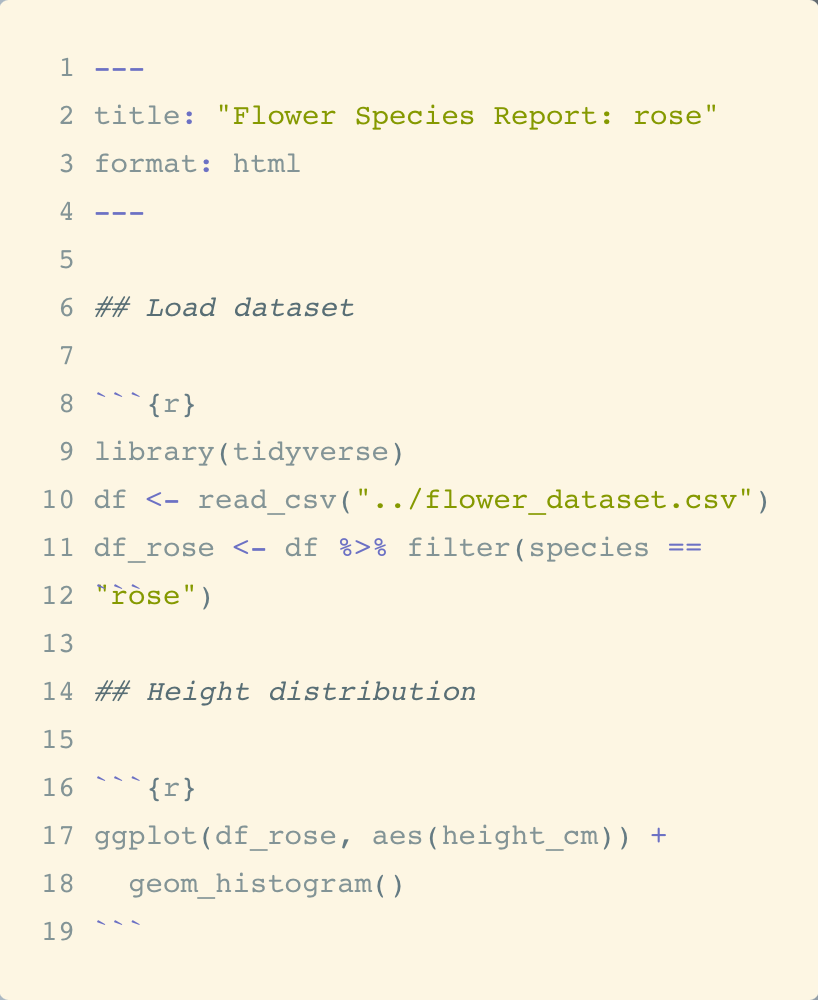 1 ---
2 title: "Flower Species Report: rose"
3 format: html
4 ---
5
6 ## Load dataset
7
8 ```{r}
9 library(tidyverse)
10 df <- read_csv("../flower_dataset.csv")
11 df_rose <- df %>% filter(species ==
12 "rose")
```
13
14 ## Height distribution
15
16 ```{r}
17 ggplot(df_rose, aes(height_cm)) +
18   geom_histogram()
19 ```